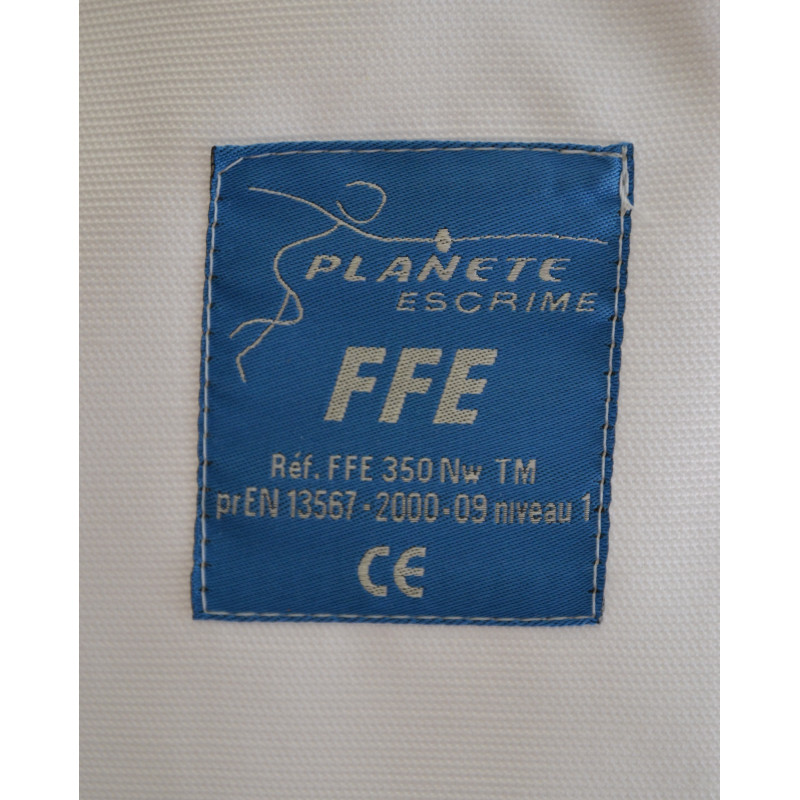 PLANETE
ESCRIME
FFE
Réf. FFE 350 Nw TM
prEN 13567 - 2000 - 09 niveau 1
CE